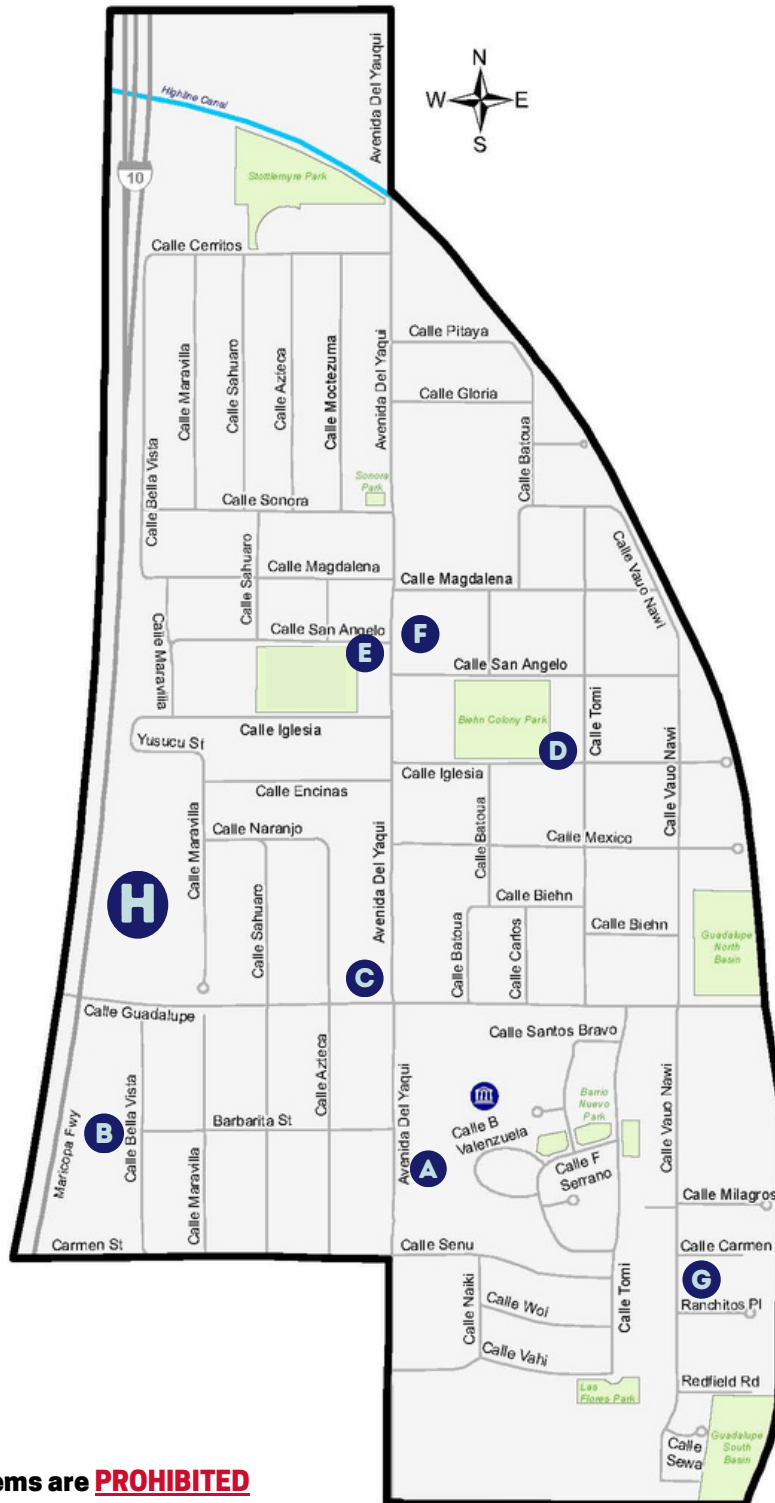 Avenida Del Yauqui
N
W E
S
Highline Canal
10
Stottlemyre Park
Calle Cerritos
Calle Pitaya
Calle Maravilla
Calle Sahuaro
Calle Azteca
Calle Moctezuma
Avenida Del Yaqui
Calle Gloria
Calle Bella Vista
Calle Batoua
Sonora
Park
Calle Sonora
Calle Sahuaro
Calle Magdalena
Calle Magdalena
Calle Vauo Nawi
Calle Maravilla
Calle San Angelo
F
E
Calle San Angelo
Calle Tomi
Biehn Colony Park
Calle Iglesia
D
Yusucu St
Calle Iglesia
Calle Vauo Nawi
Calle Encinas
Calle Maravilla
Calle Naranjo
Avenida Del Yaqui
Calle Batoua
Calle Mexico
H
Calle Sahuaro
Calle Biehn
Calle Batoua
Calle Carlos
Calle Biehn
Guadalupe
North
Basin
C
Calle Guadalupe
Calle Azteca
Calle Santos Bravo
Calle Vauo Nawi
Barrio
Nuevo
Park
B
Calle Bella Vista
Barbarita St
Avenida Del Yaqui
Calle B
Valenzuela
Maricopa Fwy
A
Calle F
Serrano
Calle Maravilla
Calle Milagros
Carmen St
Calle Senu
Calle Carmen
G
Calle Naiki
Calle Woi
Calle Tomi
Ranchitos Pl
Calle Vahi
Redfield Rd
Las
Flores Park
Guadalupe
South
Basin
Calle
Sewa
ems are PROHIBITED